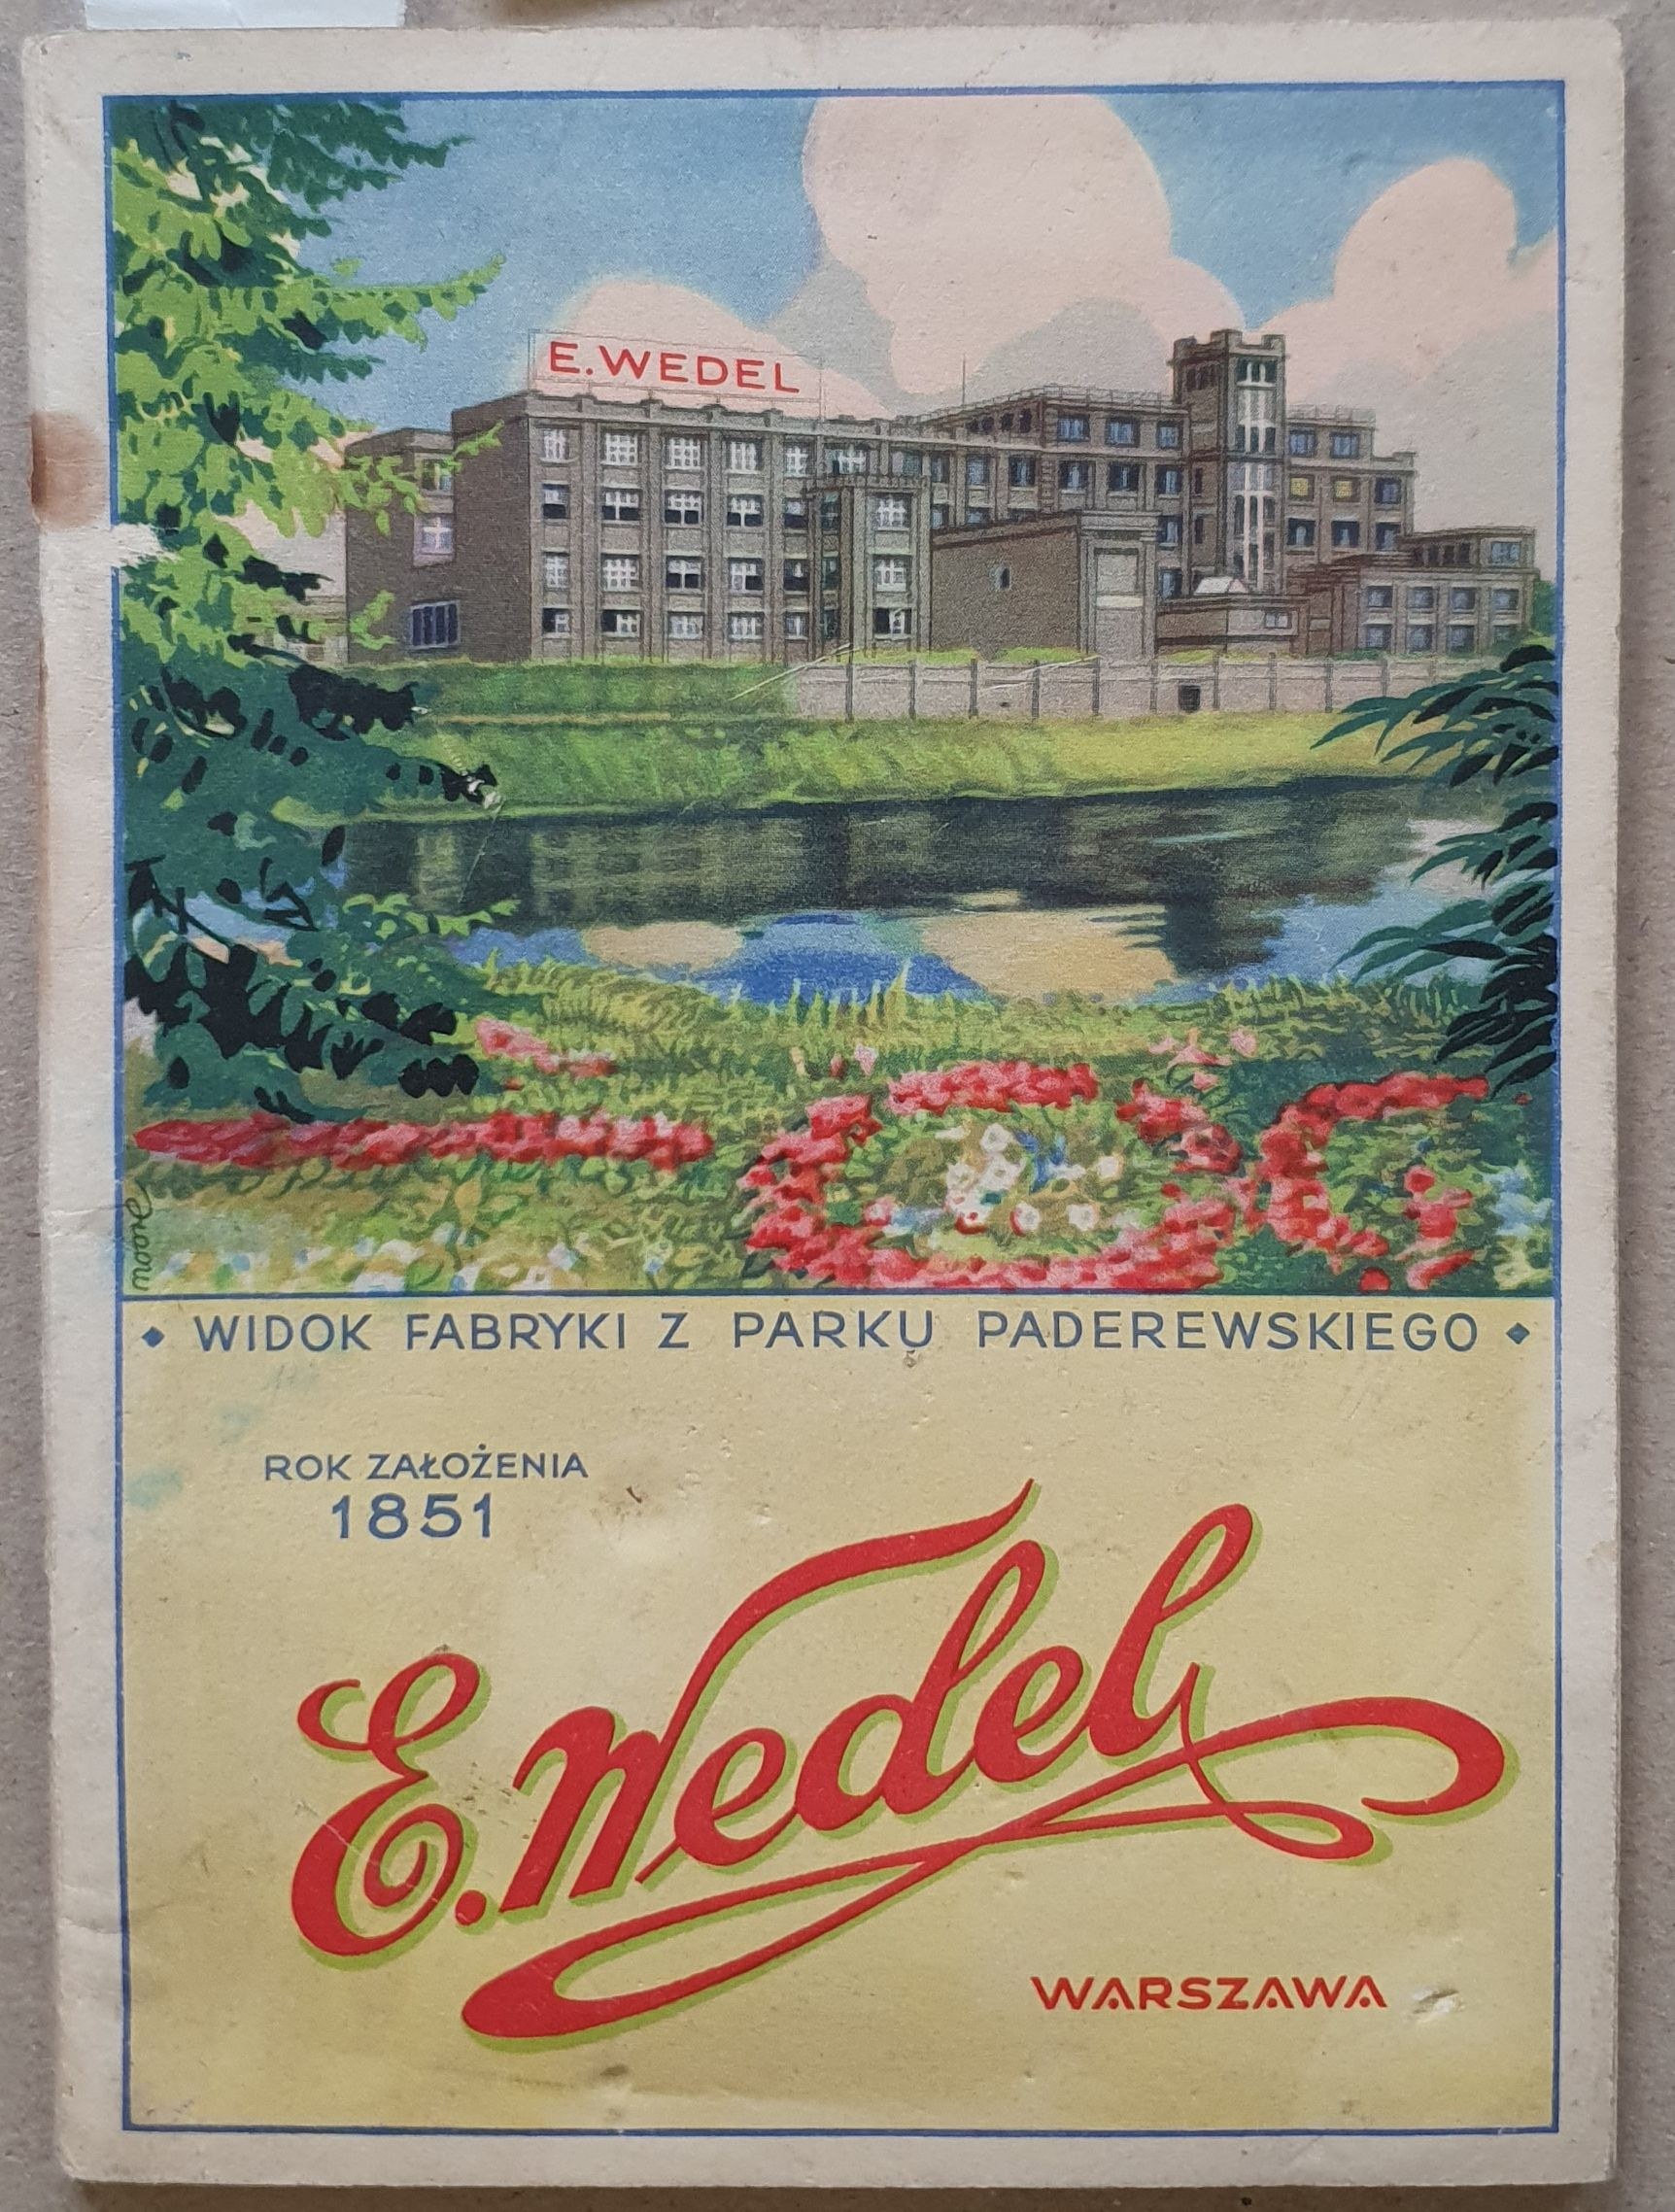 E. WEDEL
WIDOK FABRYKI Z PARKU PADEREWSKIEGO
ROK ZAŁOŻENIA
1851
E. Wedel
WARSZAWA